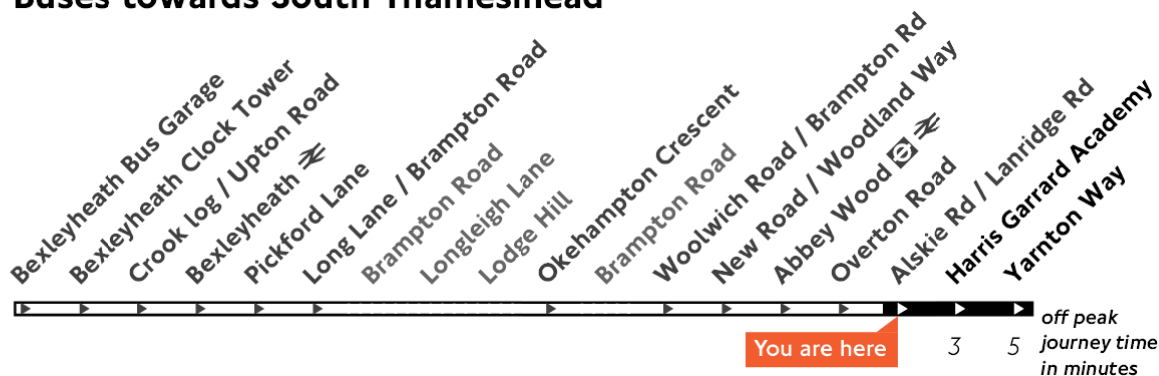 Buses towards South Thamesmead
Bexleyheath Bus Garage
Bexleyheath Clock Tower
Crook log / Upton Road
Bexleyheath
Pickford Lane
Long Lane / Brampton Road
Brampton Road
Longleigh Lane
Lodge Hill
Okehampton Crescent
Brampton Road
Woolwich Road / Brampton Rd
New Road / Woodland Way
Abbey Wood
Overton Road
Alskie Rd / Lanridge Rd
Harris Garrard Academy
Yarnton Way
You are here
3
5
off peak
journey time
in minutes